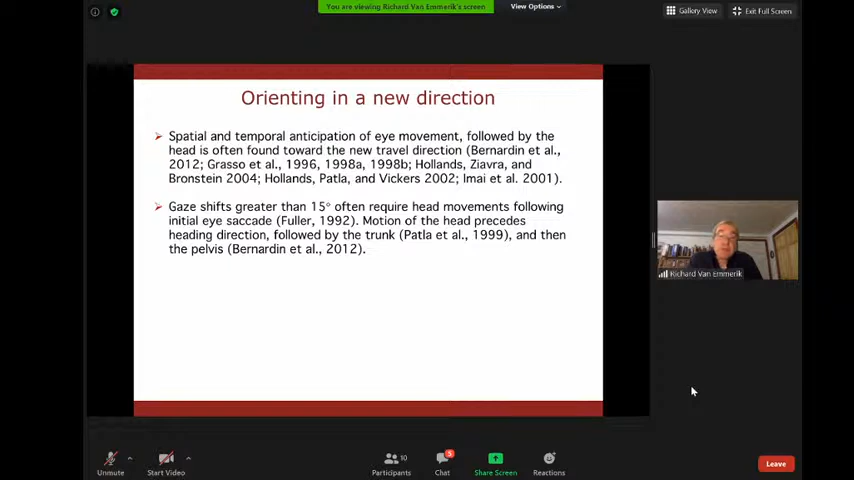 You are viewing Richard Van Emmerik's screen
View Options
Gallery View
Exit Full Screen
Orienting in a new direction
Spatial and temporal anticipation of eye movement, followed by the
head is often found toward the new travel direction (Bernardin et al.,
2012; Grasso et al., 1996, 1998a, 1998b; Hollands, Ziavra, and
Bronstein 2004; Hollands, Patla, and Vickers 2002; Imai et al. 2001).
Gaze shifts greater than 15° often require head movements following
initial eye saccade (Fuller, 1992). Motion of the head precedes
heading direction, followed by the trunk (Patla et al., 1999), and then
the pelvis (Bernardin et al., 2012).
Richard Van Emmerik
10
5
Unmute
Start Video
Participants
Chat
Share Screen
Reactions
Leave